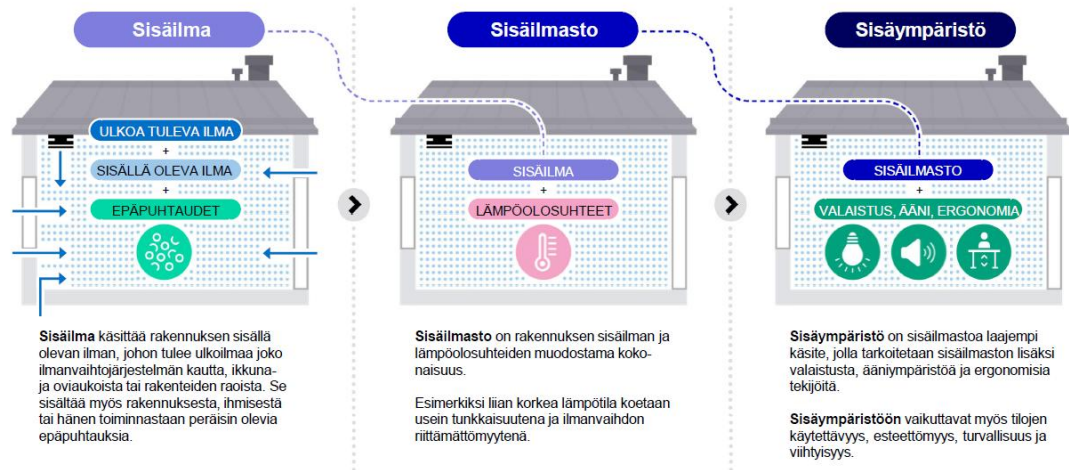 Sisäilma
ULKOA TULEVA ILMA
+
SISÄLLÄ OLEVA ILMA
+
EPÄPUHTAUDET
Sisäilma käsittää rakennuksen sisällä
olevan ilman, johon tulee ulkoilmaa joko
ilmanvaihtojärjestelmän kautta, ikkuna-
ja oviaukoista tai rakenteiden raoista. Se
sisältää myös rakennuksesta, ihmisestä
tai hänen toiminnastaan peräisin olevia
epäpuhtauksia.
Sisäilmasto
SISÄILMA
+
LÄMPÖOLOSUHTEET
Sisäilmasto on rakennuksen sisäilman ja
lämpöolosuhteiden muodostama koko-
naisuus.
Esimerkiksi liian korkea lämpötila koetaan
usein tunkkaisuutena ja ilmanvaihdon
riittämättömyytenä.
Sisäympäristö
SISÄILMASTO
+
VALAISTUS, ÄÄNI, ERGONOMIA
Sisäympäristö on sisäilmastoa laajempi
käsite, jolla tarkoitetaan sisäilmaston lisäksi
valaistusta, ääniympäristöä ja ergonomisia
tekijöitä.
Sisäympäristöön vaikuttavat myös tilojen
käytettävyys, esteettömyys, turvallisuus ja
viihtyisyys.